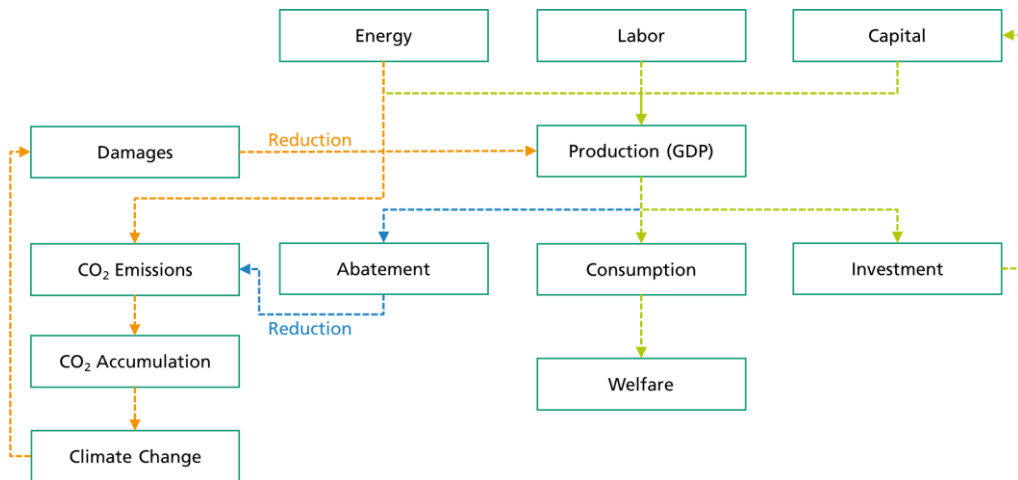 Energy
Labor
Capital
Damages
Reduction
Production (GDP)
CO₂ Emissions
Abatement
Consumption
Investment
Reduction
CO₂ Accumulation
Welfare
Climate Change